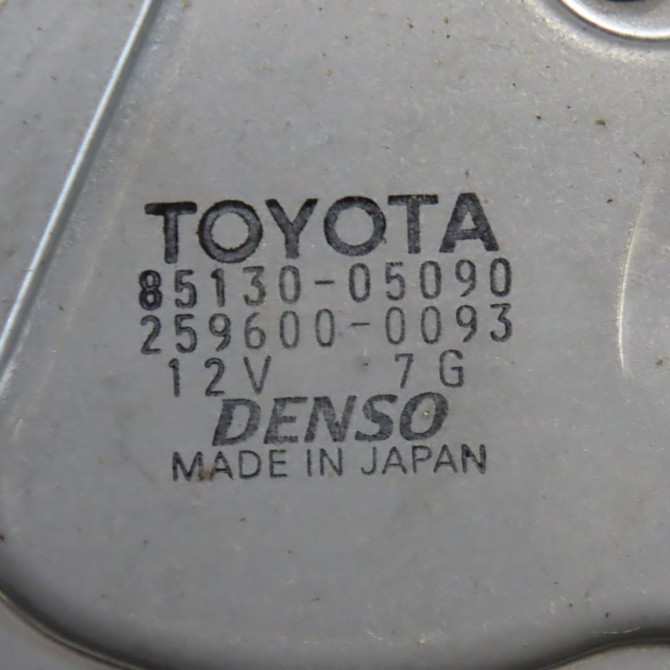 TOYOTA
85130-05090
259600-0093
12V 7G
DENSO
MADE IN JAPAN